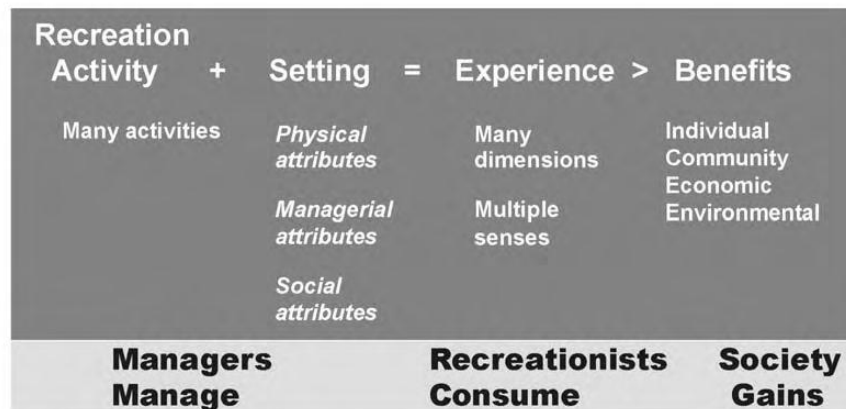 Recreation
Activity + Setting = Experience > Benefits
Many activities
Physical
attributes
Managerial
attributes
Social
attributes
Many
dimensions
Multiple
senses
Individual
Community
Economic
Environmental
Managers
Manage
Recreationists
Consume
Society
Gains